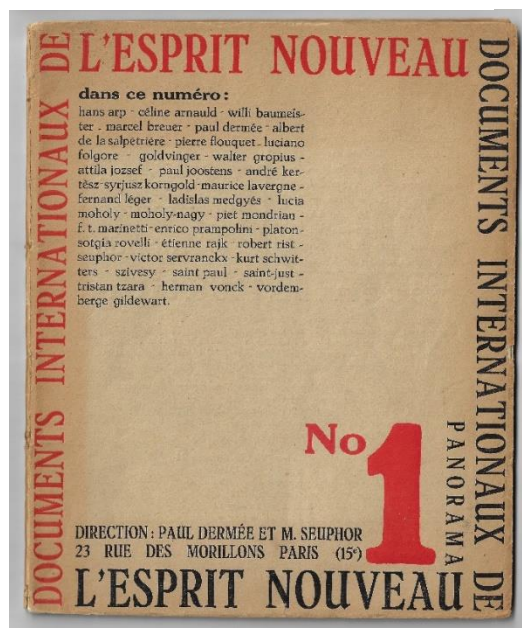 DOCUMENTS INTERNATIONAUX DE
L'ESPRIT NOUVEAU
DOCUMENTS INTERNATIONAUX DE
dans ce numéro :
hans arp - céline arnauld - willi baumeis-
ter - marcel breuer - paul dermée - albert
de la salpêtrière - pierre flouquet - luciano
folgore - goldvinger - walter gropius -
attila jozsef - paul joostens - andré ker-
tész - syrjusz korngold - maurice lavergne -
fernand léger - ladislas medgyés - lucia
moholy - moholy-nagy - piet mondrian -
f. t. marinetti - enrico prampolini - platon-
sotgia rovelli - étienne rajk - robert rist -
seuphor - victor servranckx - kurt schwit-
ters - szivesy - saint paul - saint-just -
tristan tzara - herman vonck - vordem-
berge gildewart.
No 1
PANORAMA
DIRECTION : PAUL DERMÉE ET M. SEUPHOR
23 RUE DES MORILLONS PARIS (15e)
L'ESPRIT NOUVEAU